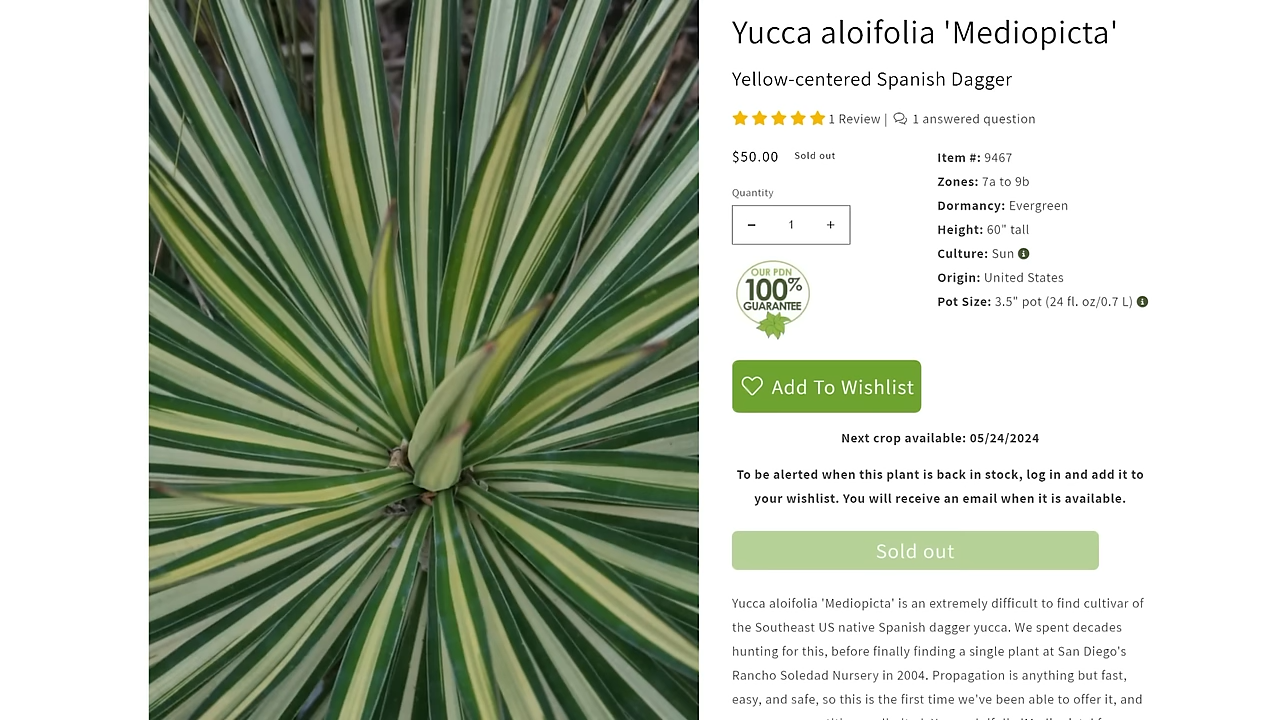 Yucca aloifolia 'Mediopicta'
Yellow-centered Spanish Dagger
1 Review | 1 answered question
$50.00 Sold out
Quantity
− 1 +
OUR PDN
100%
GUARANTEE
Item #: 9467
Zones: 7a to 9b
Dormancy: Evergreen
Height: 60" tall
Culture: Sun
Origin: United States
Pot Size: 3.5" pot (24 fl. oz/0.7 L)
Add To Wishlist
Next crop available: 05/24/2024
To be alerted when this plant is back in stock, log in and add it to
your wishlist. You will receive an email when it is available.
Sold out
Yucca aloifolia 'Mediopicta' is an extremely difficult to find cultivar of
the Southeast US native Spanish dagger yucca. We spent decades
hunting for this, before finally finding a single plant at San Diego's
Rancho Soledad Nursery in 2004. Propagation is anything but fast,
easy, and safe, so this is the first time we've been able to offer it, and